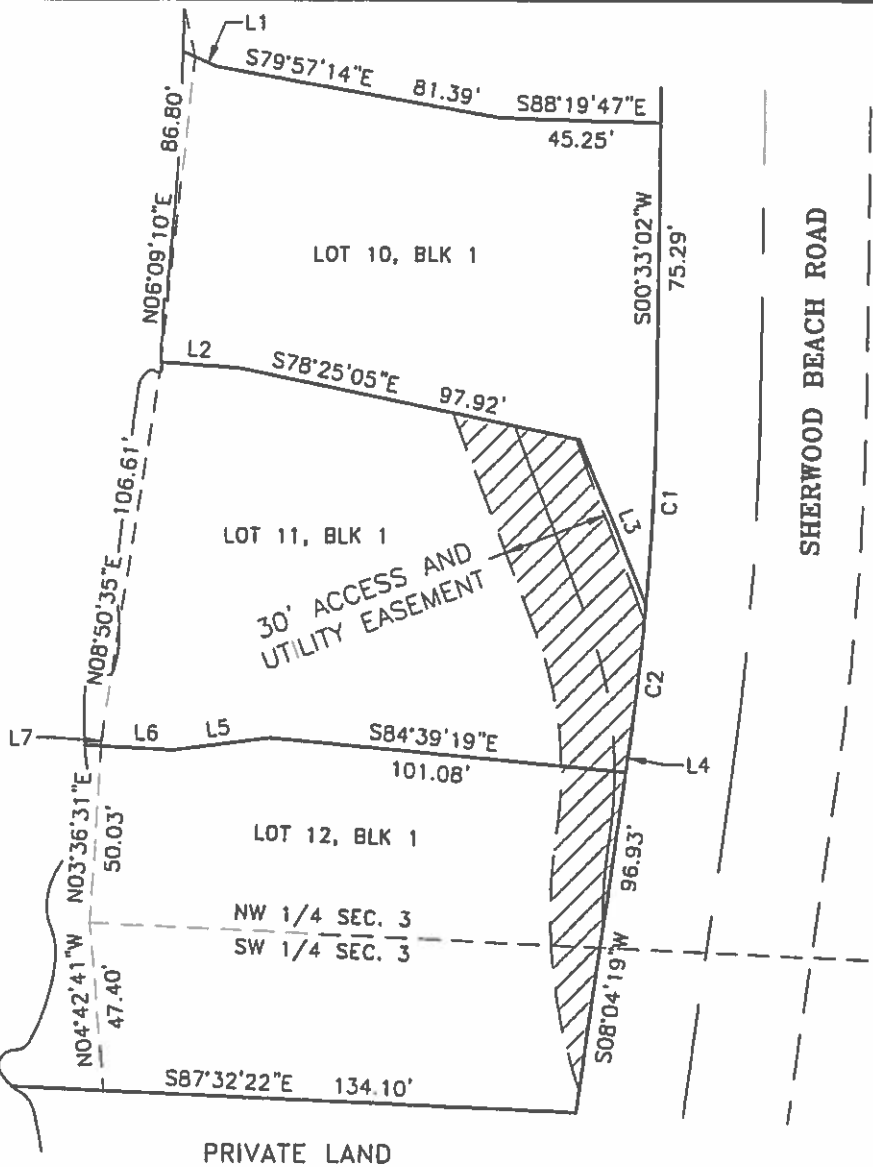 L1
S79°57'14"E 81.39'
S88°19'47"E
45.25'
N06°09'10"E 86.80'
LOT 10, BLK 1
S00°33'02"W
75.29'
SHERWOOD BEACH ROAD
L2
S78°25'05"E 97.92'
N08°50'35"E 106.61'
LOT 11, BLK 1
30' ACCESS AND
UTILITY EASEMENT
L3
C1
C2
L7
L6
L5
S84°39'19"E
101.08'
L4
N03°36'31"E
50.03'
LOT 12, BLK 1
96.93'
NW 1/4 SEC. 3
SW 1/4 SEC. 3
N04°42'41"W
47.40'
S08°04'19"W
S87°32'22"E 134.10'
PRIVATE LAND